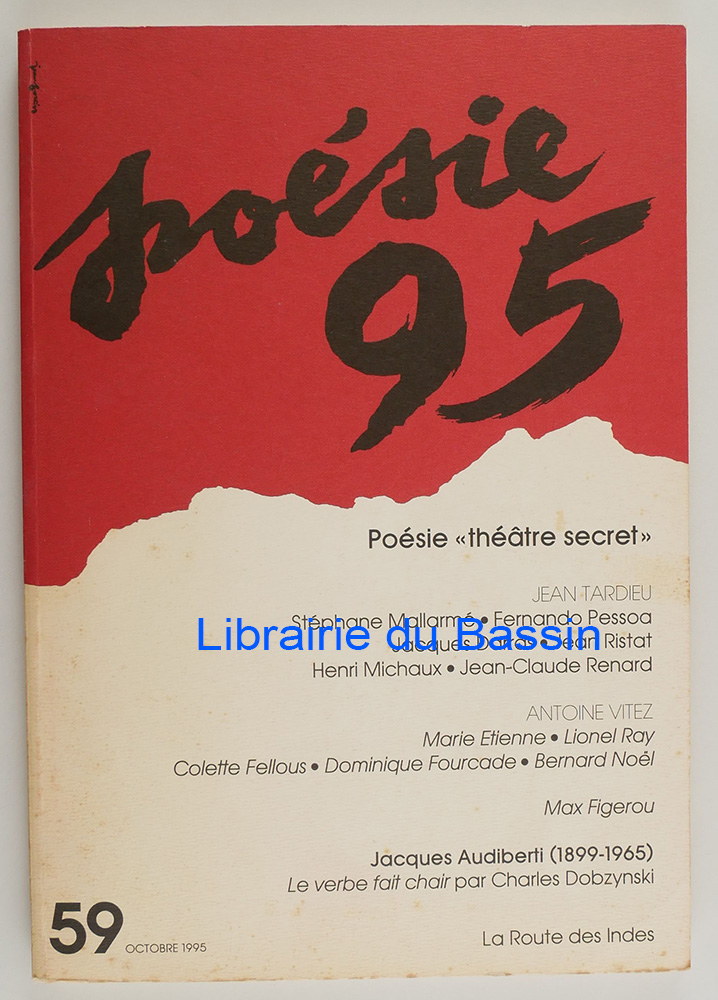 poésie
95
Poésie «théâtre secret»
JEAN TARDIEU
Stéphane Mallarmé • Fernando Pessoa
Librairie du Bassin
Jacques Jean Ristat
Henri Michaux • Jean-Claude Renard
ANTOINE VITEZ
Marie Etienne • Lionel Ray
Colette Fellous • Dominique Fourcade • Bernard Noël
Max Figerou
Jacques Audiberti (1899-1965)
Le verbe fait chair par Charles Dobzynski
La Route des Indes
59 OCTOBRE 1995